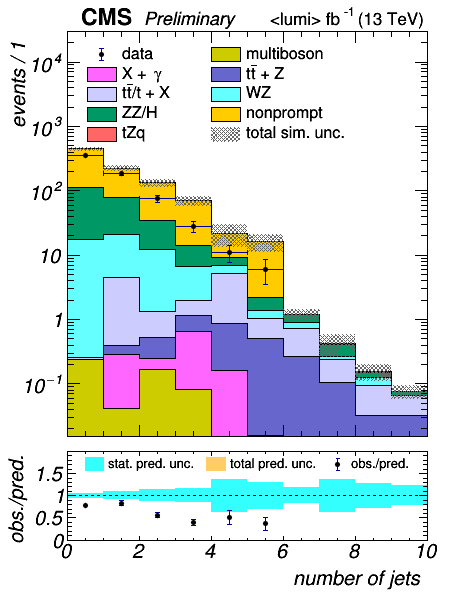 CMS Preliminary <lumi> fb⁻¹ (13 TeV)
events / 1
10⁴
10³
10²
10
1
10⁻¹
data
multiboson
X + γ
tt̄ + Z
tt̄/t + X
WZ
ZZ/H
nonprompt
tZq
total sim. unc.
obs./pred.
1.5
1
0.5
0
stat. pred. unc. total pred. unc. obs./pred.
0 2 4 6 8 10
number of jets